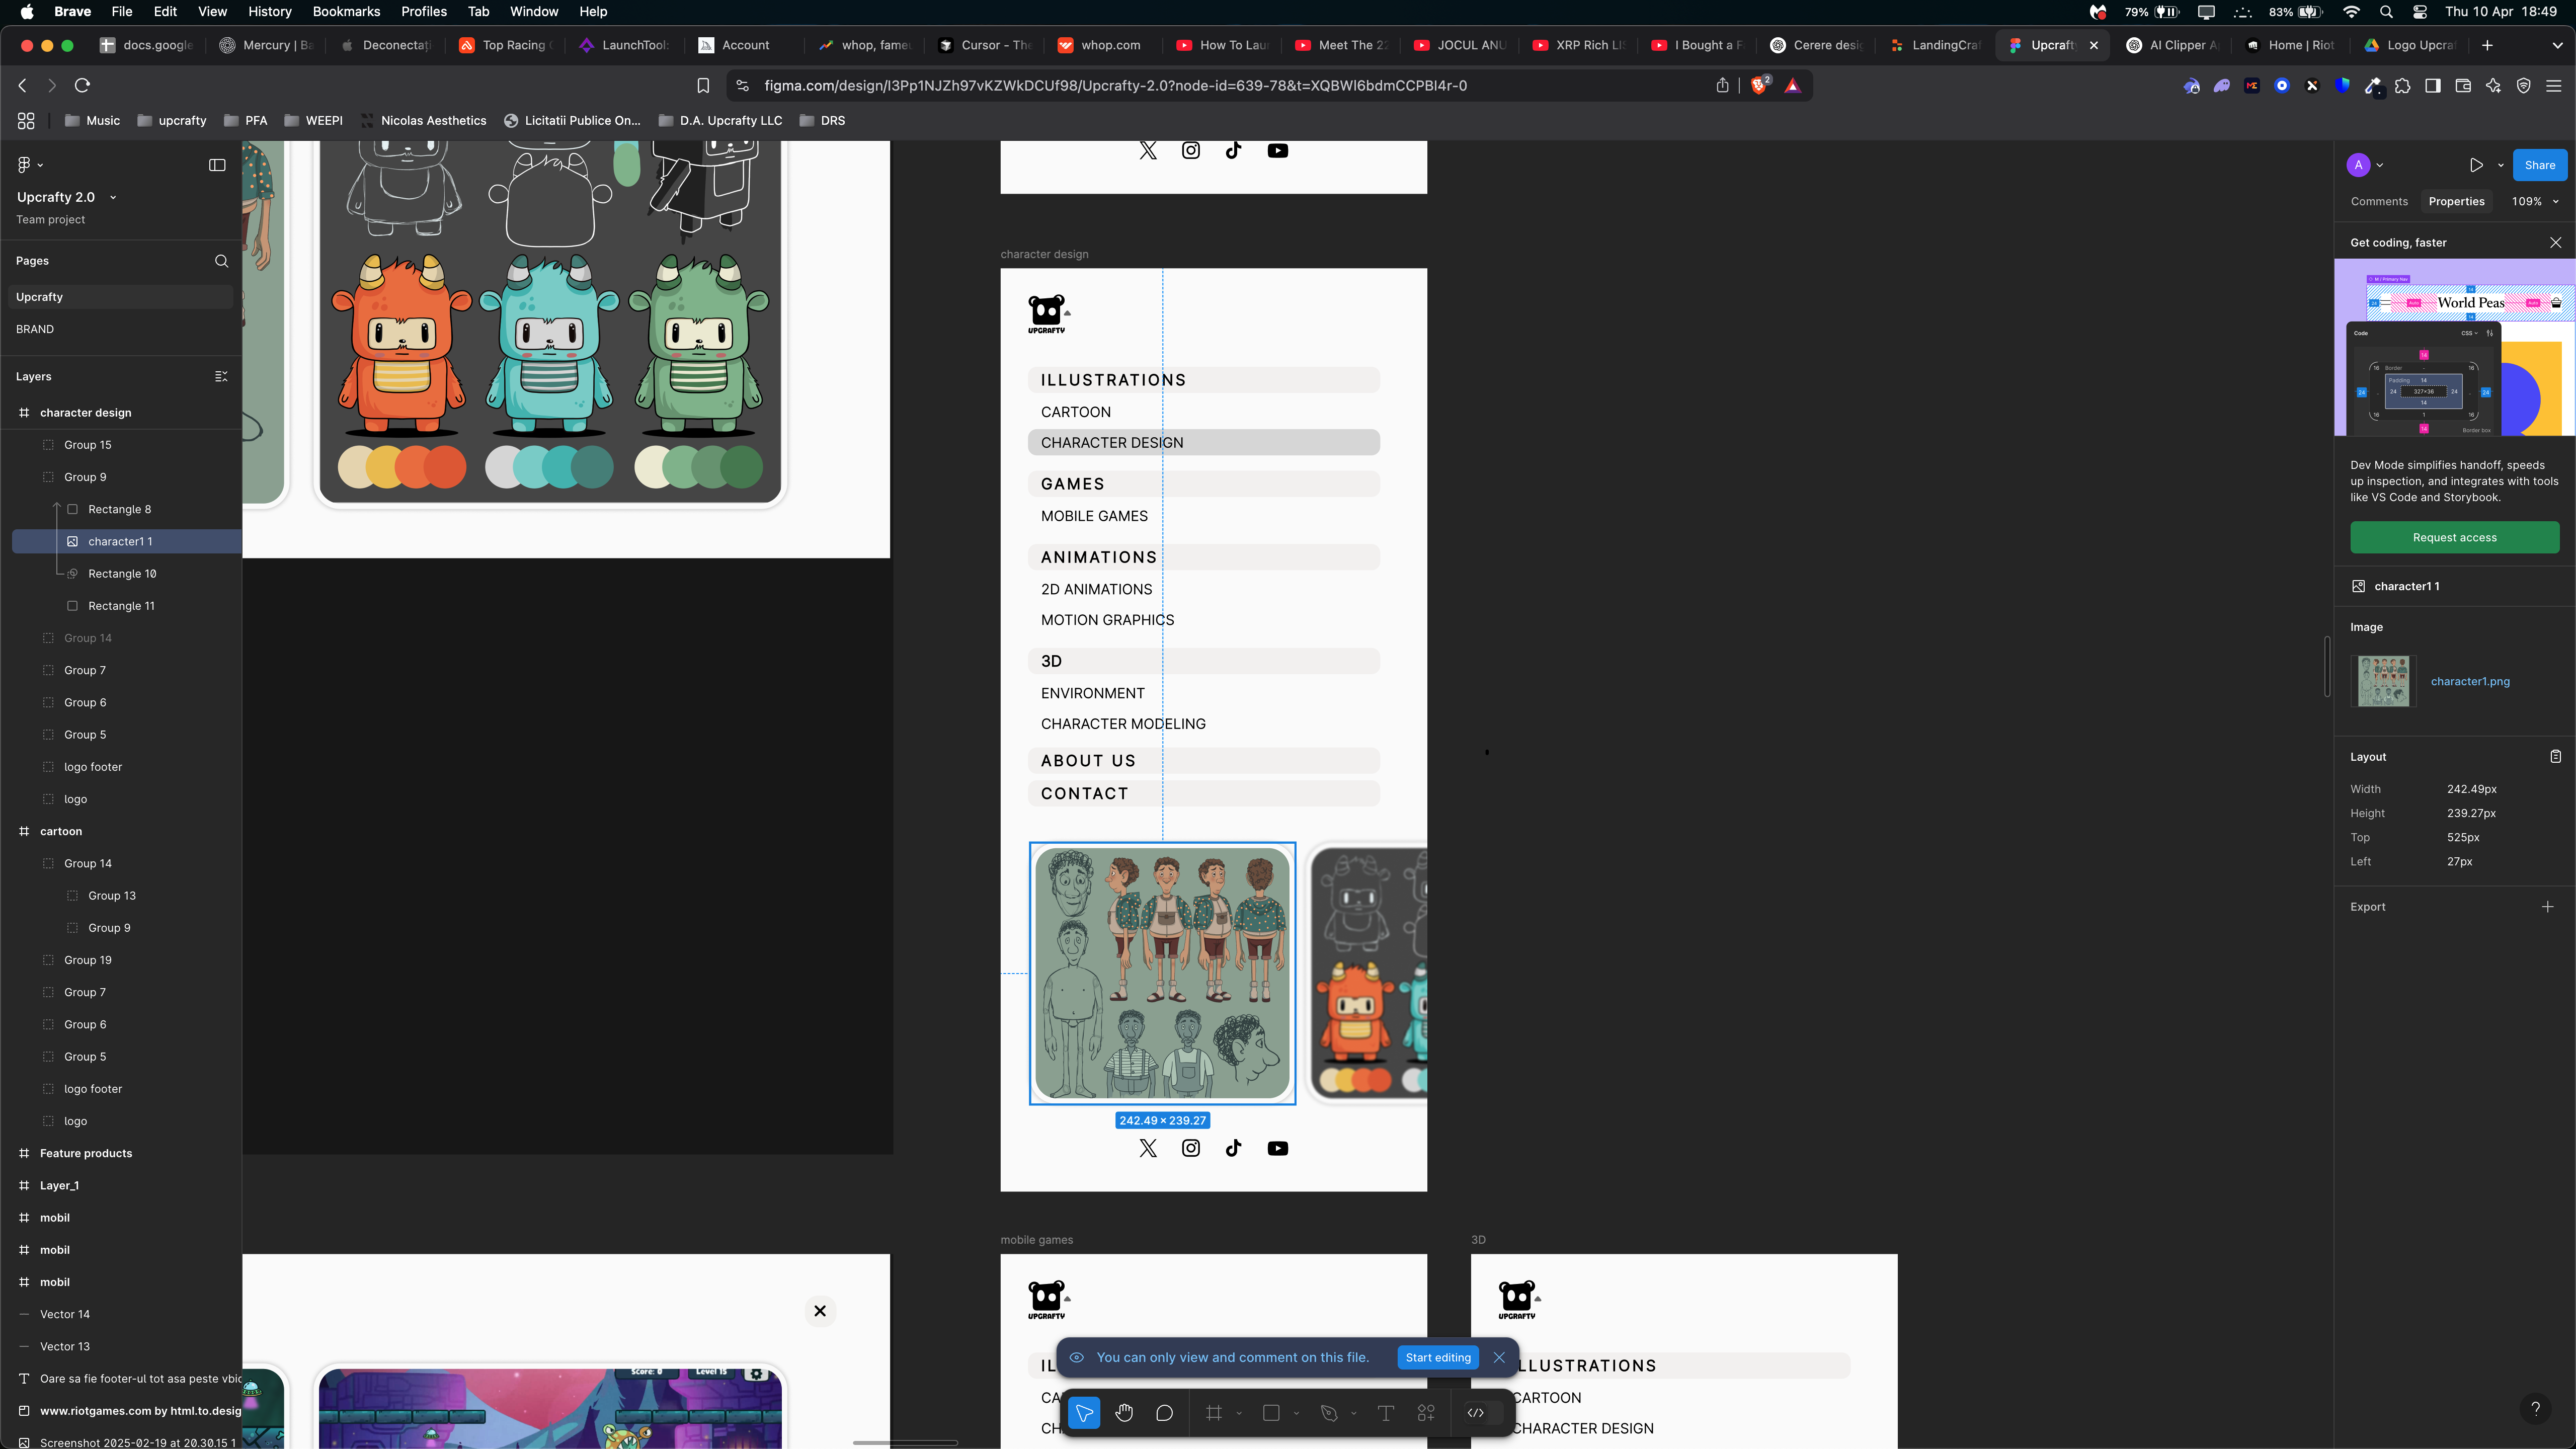 Brave File Edit View History Bookmarks Profiles Tab Window Help
79% 83% Thu 10 Apr 18:49
docs.google Mercury | Ba Deconectaț Top Racing LaunchTool: Account whop, fame Cursor - The whop.com How To Lau Meet The 22 JOCUL ANU XRP Rich LI I Bought a F Cerere desi LandingCraf Upcraft AI Clipper A Home | Riot Logo Upcraf
figma.com/design/I3Pp1NJZh97vKZWkDCUf98/Upcrafty-2.0?node-id=639-78&t=XQBWl6bdmCCPBI4r-0
2
Music upcrafty PFA WEEPI Nicolas Aesthetics Licitatii Publice On... D.A. Upcrafty LLC DRS
Upcrafty 2.0
Team project
Pages
Upcrafty
BRAND
Layers
character design
Group 15
Group 9
Rectangle 8
character1 1
Rectangle 10
Rectangle 11
Group 14
Group 7
Group 6
Group 5
logo footer
logo
cartoon
Group 14
Group 13
Group 9
Group 19
Group 7
Group 6
Group 5
logo footer
logo
Feature products
Layer_1
mobil
mobil
mobil
Vector 14
Vector 13
Oare sa fie footer-ul tot asa peste vbio
www.riotgames.com by html.to.desig
Screenshot 2025-02-19 at 20.30.15 1
Score: 0 Level 15
character design
UPCRAFTY
ILLUSTRATIONS
CARTOON
CHARACTER DESIGN
GAMES
MOBILE GAMES
ANIMATIONS
2D ANIMATIONS
MOTION GRAPHICS
3D
ENVIRONMENT
CHARACTER MODELING
ABOUT US
CONTACT
242.49 × 239.27
mobile games
UPCRAFTY
IL
CA
CH
3D
UPCRAFTY
LLUSTRATIONS
CARTOON
CHARACTER DESIGN
You can only view and comment on this file. Start editing
A
Share
Comments Properties 109%
Get coding, faster
World Peas
Code CSS
Border
Padding
327×36
Border box
Dev Mode simplifies handoff, speeds
up inspection, and integrates with tools
like VS Code and Storybook.
Request access
character1 1
Image
character1.png
Layout
Width 242.49px
Height 239.27px
Top 525px
Left 27px
Export
?